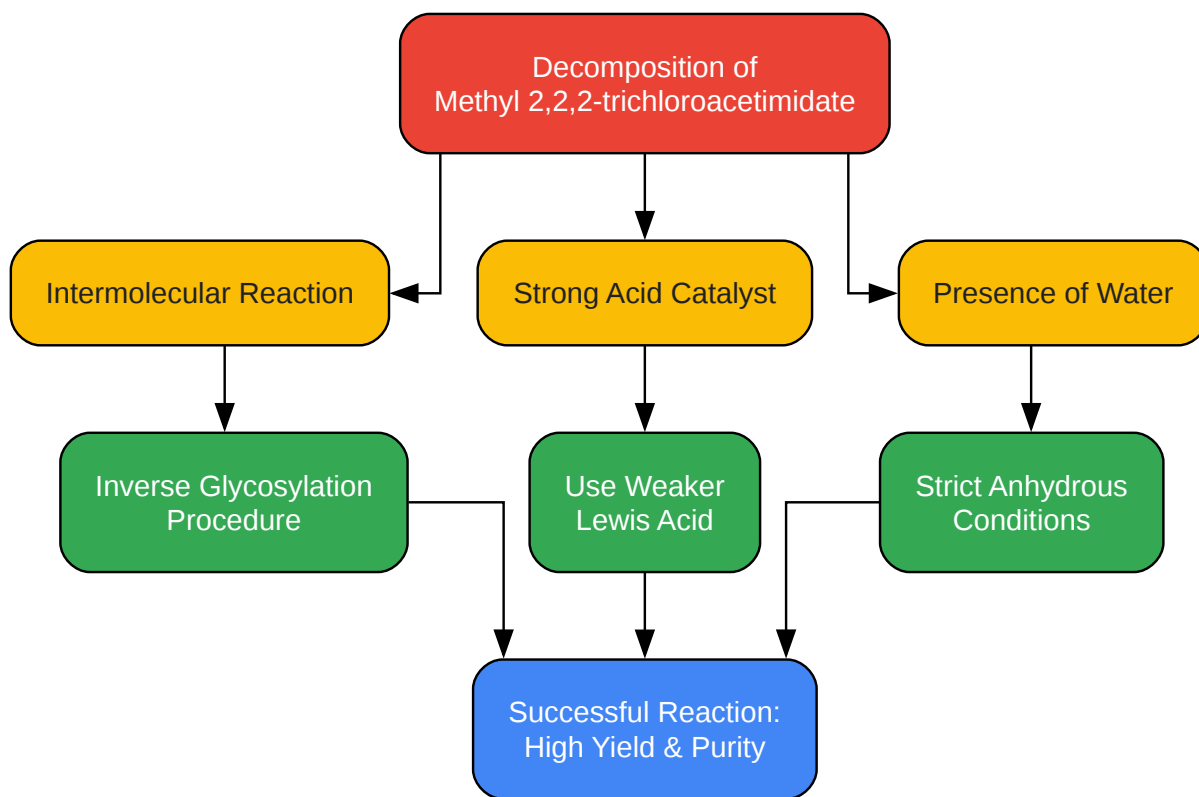 Decomposition of
Methyl 2,2,2-trichloroacetimidate
Intermolecular Reaction
Strong Acid Catalyst
Presence of Water
Inverse Glycosylation
Procedure
Use Weaker
Lewis Acid
Strict Anhydrous
Conditions
Successful Reaction:
High Yield & Purity